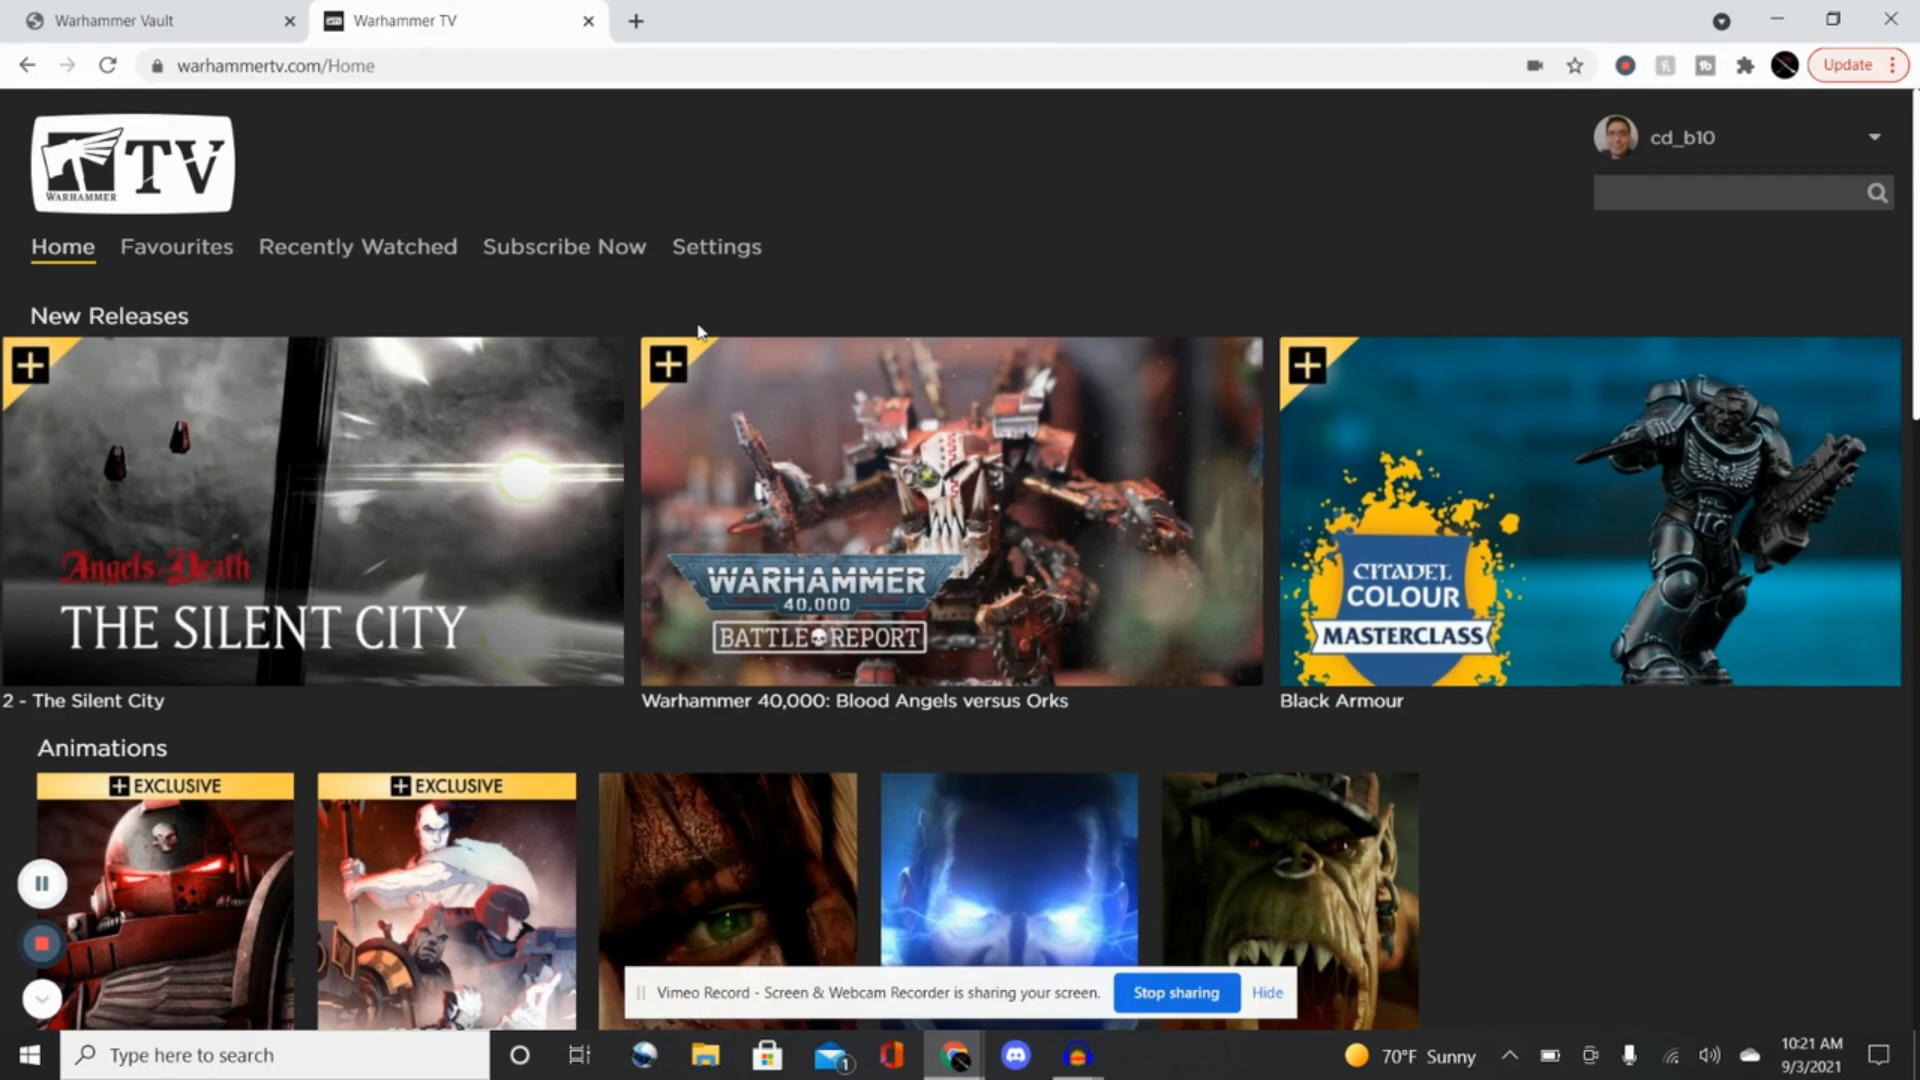 Warhammer Vault
Warhammer TV
warhammertv.com/Home
Update
WARHAMMER TV
cd_b10
Home Favourites Recently Watched Subscribe Now Settings
New Releases
Angels of Death
THE SILENT CITY
WARHAMMER
40,000
BATTLE REPORT
CITADEL
COLOUR
MASTERCLASS
2 - The Silent City
Warhammer 40,000: Blood Angels versus Orks
Black Armour
Animations
EXCLUSIVE
EXCLUSIVE
Vimeo Record - Screen & Webcam Recorder is sharing your screen.
Stop sharing
Hide
Type here to search
1
70°F Sunny
10:21 AM
9/3/2021